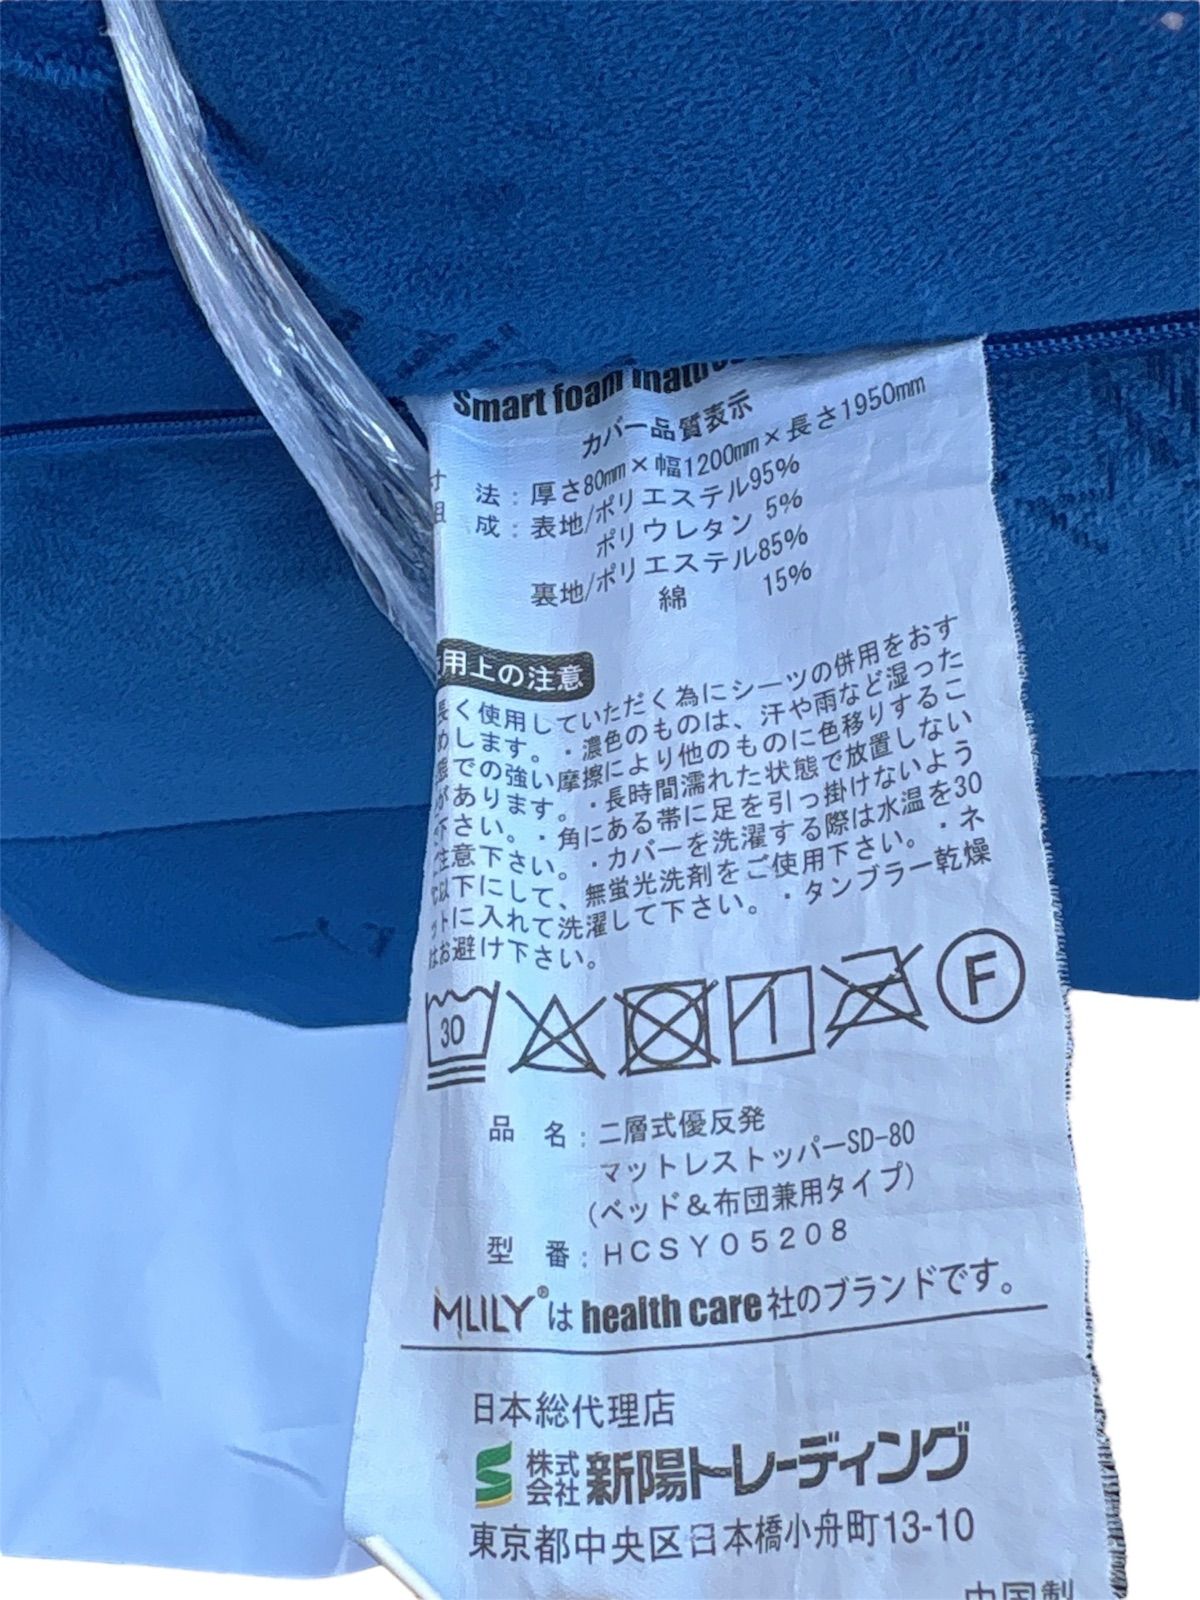 Smart foam
カバー品質表示
寸 法：厚さ80mm×幅1200mm×長さ1950mm
組 成：表地/ポリエステル95%
ポリウレタン 5%
裏地/ポリエステル85%
綿 15%
用上の注意
長く使用していただく為にシーツの併用をおす
めします。・濃色のものは、汗や雨など湿った
態での強い摩擦により他のものに色移りするこ
があります。・長時間濡れた状態で放置しない
下さい。・角にある帯に足を引っ掛けないよう
注意下さい。・カバーを洗濯する際は水温を30
℃以下にして、無蛍光洗剤をご使用下さい。・ネ
ットに入れて洗濯して下さい。・タンブラー乾燥
はお避け下さい。
30 F
品 名：二層式優反発
マットレストッパーSD-80
(ベッド＆布団兼用タイプ)
型 番：HCSY05208
MLILY®は health care 社のブランドです。
日本総代理店
株式会社 新陽トレーディング
東京都中央区日本橋小舟町13-10
中国製